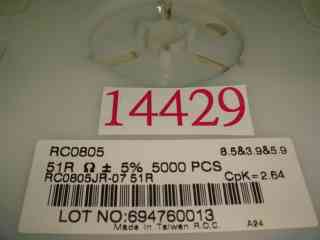 14429
RC0805 8.5&3.9&5.9
51R Ω ± 5% 5000 PCS
RC0805JR-07 51R CpK=2.64
LOT NO:694760013
Made in Taiwan R.O.C. A24